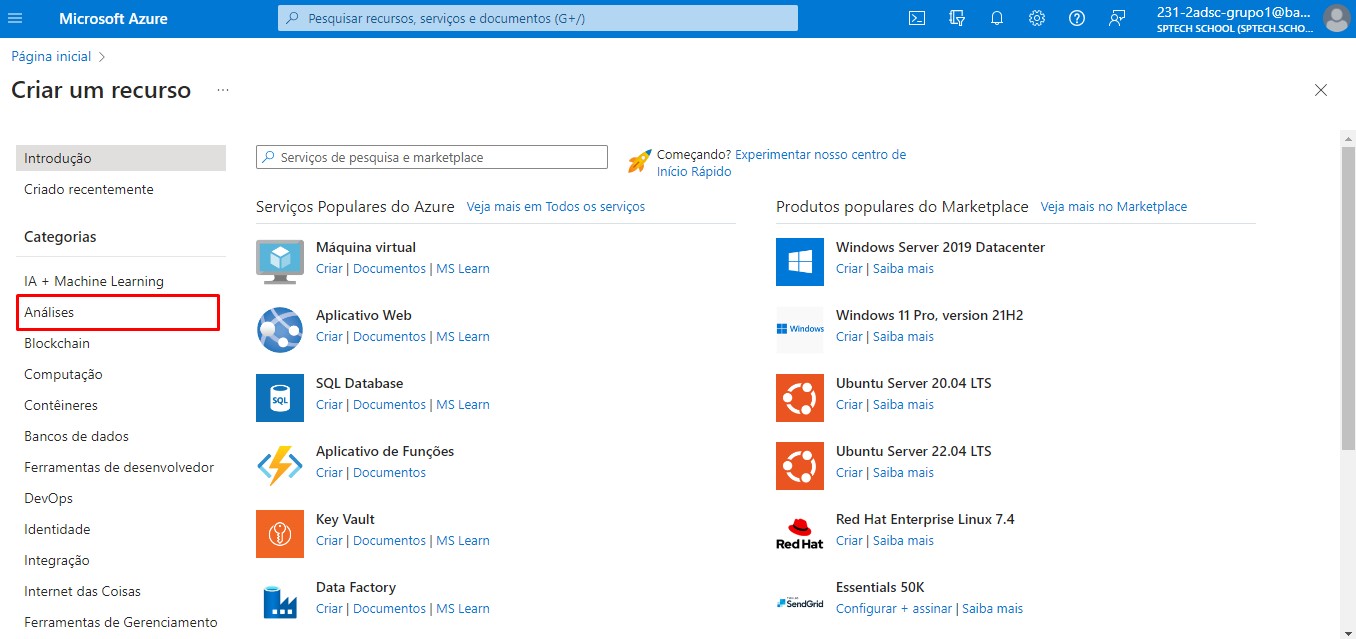 Microsoft Azure
Pesquisar recursos, serviços e documentos (G+/)
231-2adsc-grupo1@ba...
SPTECH SCHOOL (SPTECH.SCHO...
Página inicial
Criar um recurso ...
Introdução
Criado recentemente
Categorias
IA + Machine Learning
Análises
Blockchain
Computação
Contêineres
Bancos de dados
Ferramentas de desenvolvedor
DevOps
Identidade
Integração
Internet das Coisas
Ferramentas de Gerenciamento
Serviços de pesquisa e marketplace
Começando? Experimentar nosso centro de
Início Rápido
Serviços Populares do Azure Veja mais em Todos os serviços
Máquina virtual
Criar | Documentos | MS Learn
Aplicativo Web
Criar | Documentos | MS Learn
SQL
SQL Database
Criar | Documentos | MS Learn
Aplicativo de Funções
Criar | Documentos
Key Vault
Criar | Documentos | MS Learn
Data Factory
Criar | Documentos | MS Learn
Produtos populares do Marketplace Veja mais no Marketplace
Windows Server 2019 Datacenter
Criar | Saiba mais
Windows
Windows 11 Pro, version 21H2
Criar | Saiba mais
Ubuntu Server 20.04 LTS
Criar | Saiba mais
Ubuntu Server 22.04 LTS
Criar | Saiba mais
Red Hat
Red Hat Enterprise Linux 7.4
Criar | Saiba mais
SendGrid
Essentials 50K
Configurar + assinar | Saiba mais